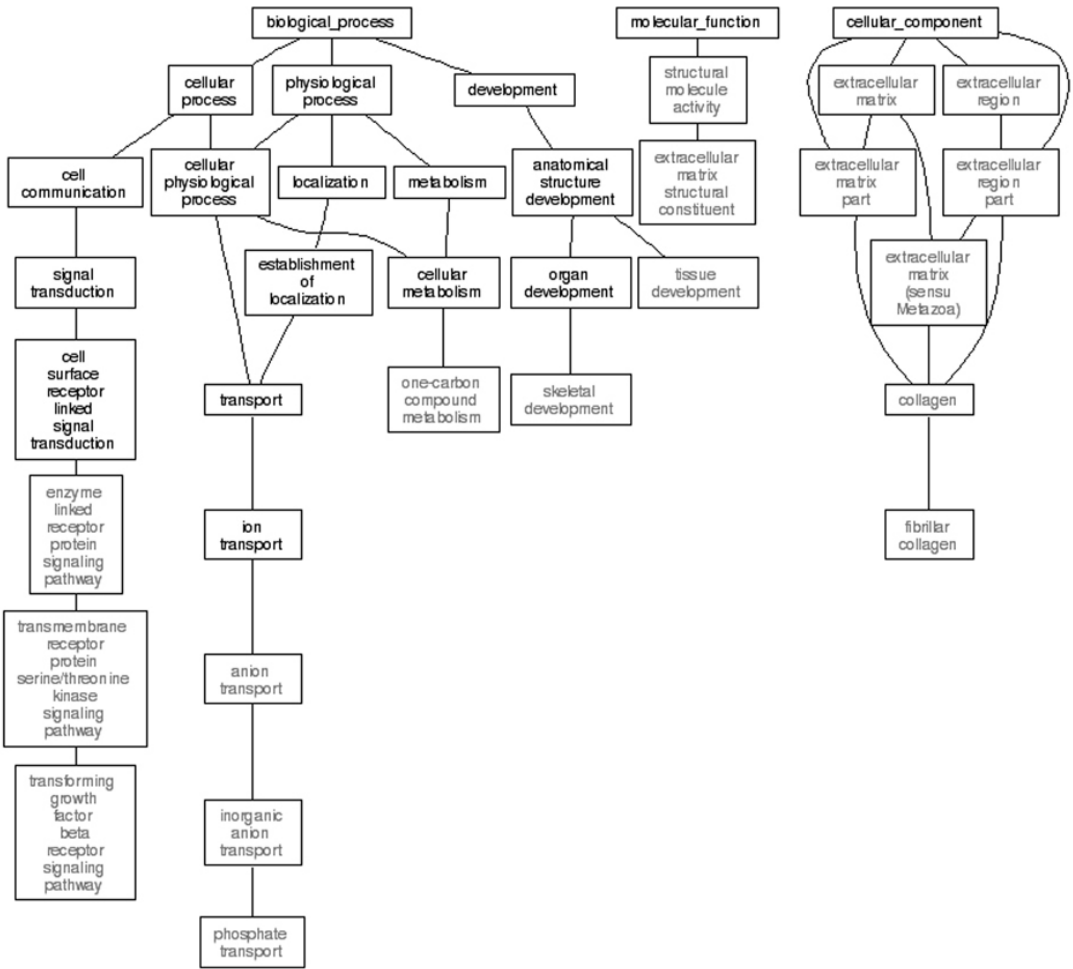 biological_process
molecular_function
cellular_component
cellular
process
physiological
process
development
structural
molecule
activity
extracellular
matrix
extracellular
region
cell
communication
cellular
physiological
process
localization
metabolism
anatomical
structure
development
extracellular
matrix
structural
constituent
extracellular
matrix
part
extracellular
region
part
signal
transduction
establishment
of
localization
cellular
metabolism
organ
development
tissue
development
extracellular
matrix
(sensu
Metazoa)
cell
surface
receptor
linked
signal
transduction
transport
one-carbon
compound
metabolism
skeletal
development
collagen
enzyme
linked
receptor
protein
signaling
pathway
ion
transport
fibrillar
collagen
transmembrane
receptor
protein
serine/threonine
kinase
signaling
pathway
anion
transport
transforming
growth
factor
beta
receptor
signaling
pathway
inorganic
anion
transport
phosphate
transport